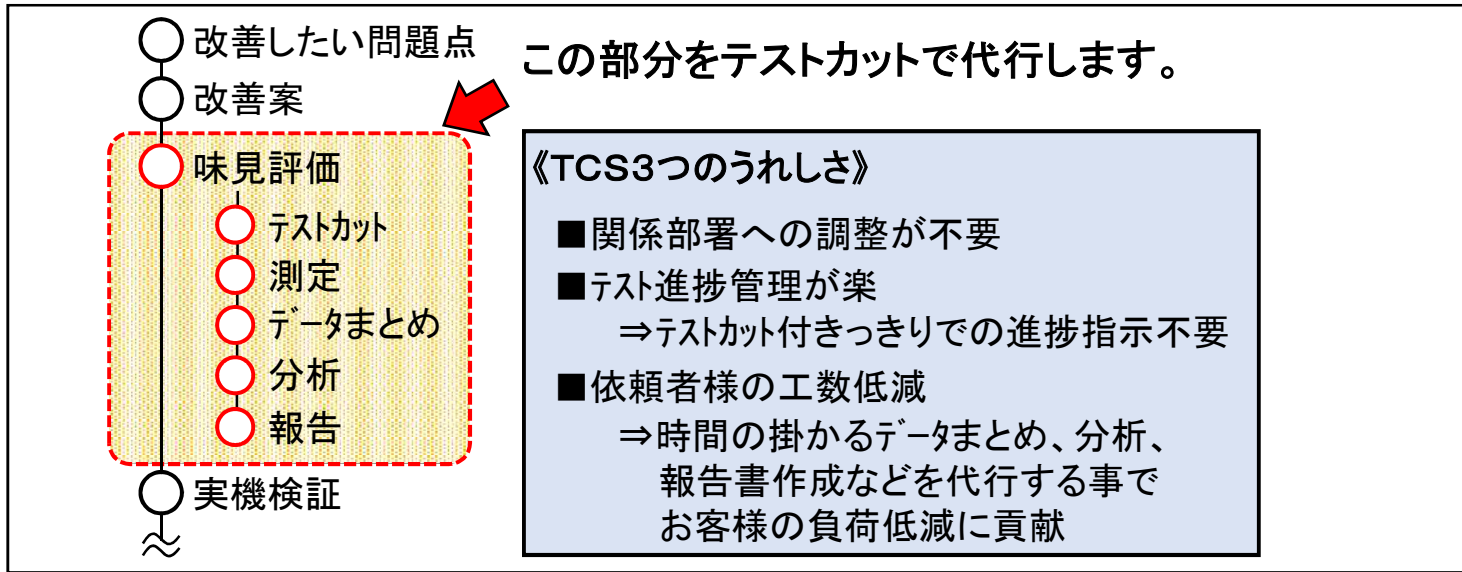 改善したい問題点
改善案
味見評価
ﾃｽﾄｶｯﾄ
測定
ﾃﾞｰﾀまとめ
分析
報告
実機検証
この部分をテストカットで代行します。
《TCS3つのうれしさ》
■関係部署への調整が不要
■ﾃｽﾄ進捗管理が楽
⇒ﾃｽﾄｶｯﾄ付きっきりでの進捗指示不要
■依頼者様の工数低減
⇒時間の掛かるﾃﾞｰﾀまとめ、分析、
報告書作成などを代行する事で
お客様の負荷低減に貢献